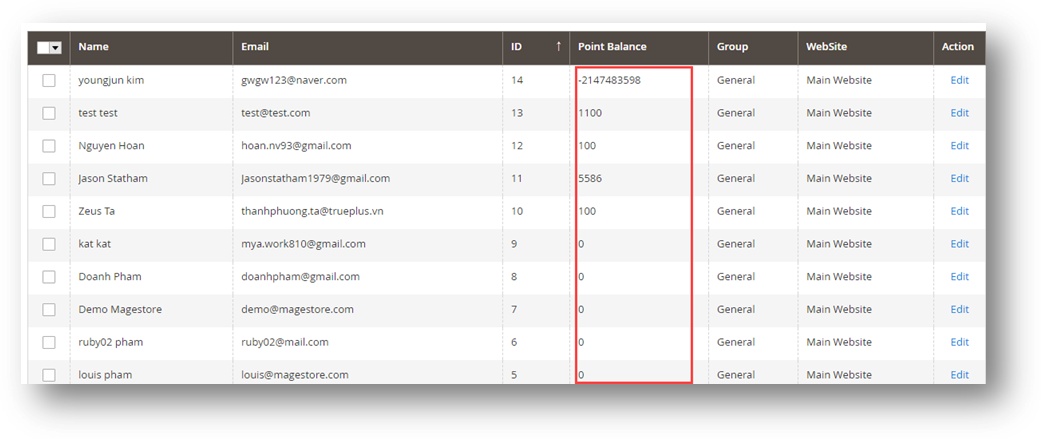 Name Email ID ↑ Point Balance Group WebSite Action
youngjun kim gwgw123@naver.com 14 -2147483598 General Main Website Edit
test test test@test.com 13 1100 General Main Website Edit
Nguyen Hoan hoan.nv93@gmail.com 12 100 General Main Website Edit
Jason Statham Jasonstatham1979@gmail.com 11 5586 General Main Website Edit
Zeus Ta thanhphuong.ta@trueplus.vn 10 100 General Main Website Edit
kat kat mya.work810@gmail.com 9 0 General Main Website Edit
Doanh Pham doanhpham@gmail.com 8 0 General Main Website Edit
Demo Magestore demo@magestore.com 7 0 General Main Website Edit
ruby02 pham ruby02@mail.com 6 0 General Main Website Edit
louis pham louis@magestore.com 5 0 General Main Website Edit